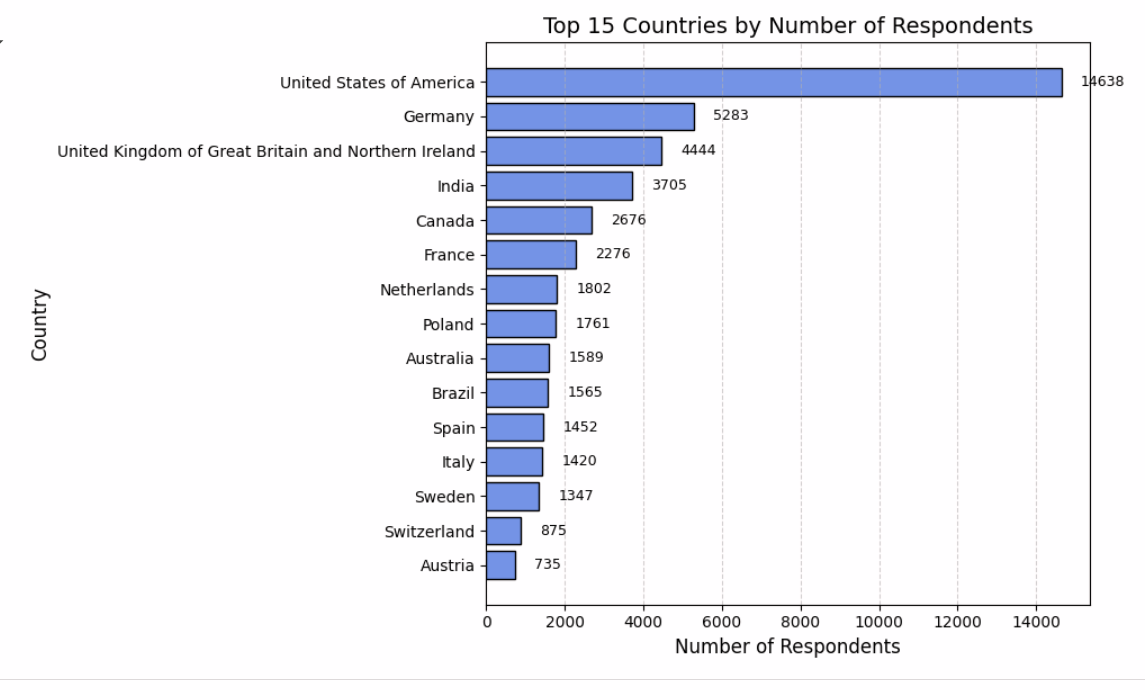 Top 15 Countries by Number of Respondents
United States of America 14638
Germany 5283
United Kingdom of Great Britain and Northern Ireland 4444
India 3705
Canada 2676
France 2276
Netherlands 1802
Poland 1761
Australia 1589
Brazil 1565
Spain 1452
Italy 1420
Sweden 1347
Switzerland 875
Austria 735
Country
0 2000 4000 6000 8000 10000 12000 14000
Number of Respondents